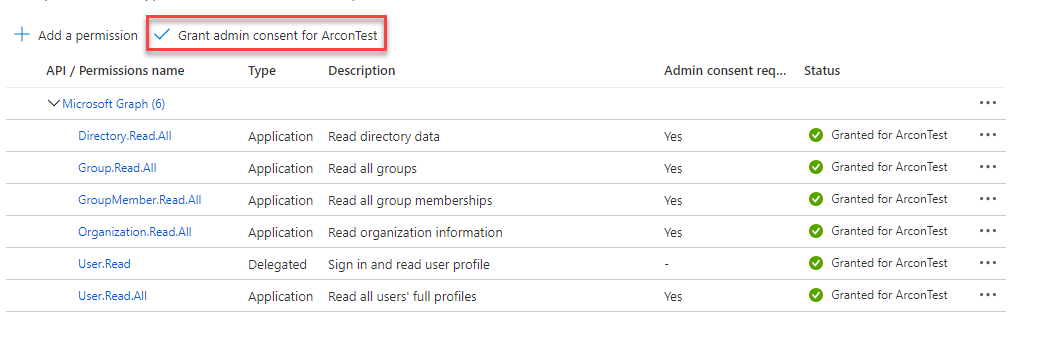 Add a permission Grant admin consent for ArconTest
API / Permissions name Type Description Admin consent req... Status
Microsoft Graph (6)
Directory.Read.All Application Read directory data Yes Granted for ArconTest
Group.Read.All Application Read all groups Yes Granted for ArconTest
GroupMember.Read.All Application Read all group memberships Yes Granted for ArconTest
Organization.Read.All Application Read organization information Yes Granted for ArconTest
User.Read Delegated Sign in and read user profile - Granted for ArconTest
User.Read.All Application Read all users' full profiles Yes Granted for ArconTest